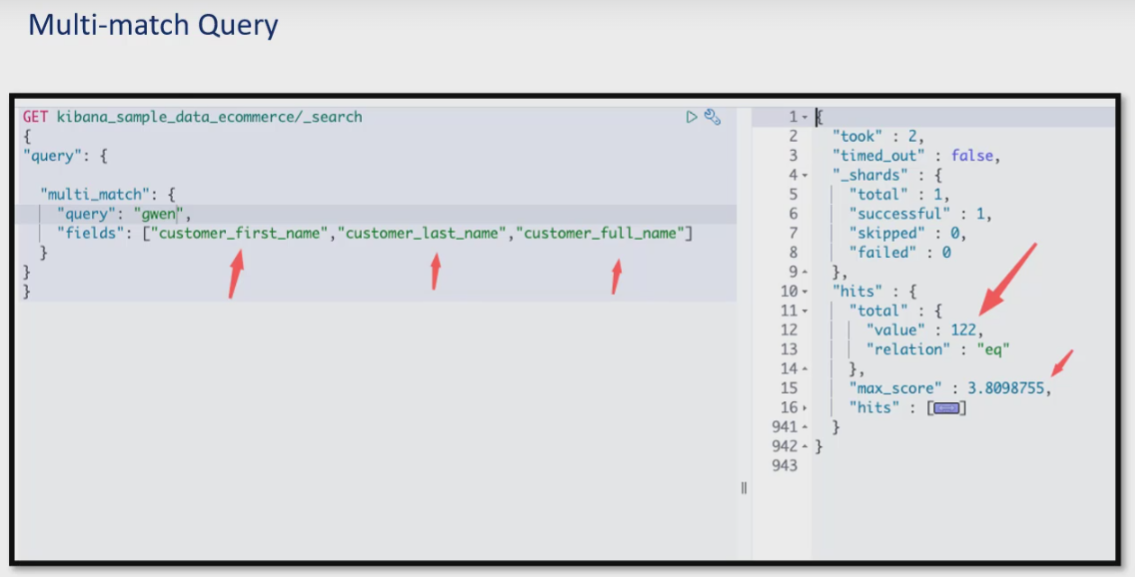 Multi-match Query
GET kibana_sample_data_ecommerce/_search
{
"query": {
"multi_match": {
"query": "gwen",
"fields": ["customer_first_name","customer_last_name","customer_full_name"]
}
}
}
1 {
2 "took" : 2,
3 "timed_out" : false,
4 "_shards" : {
5 "total" : 1,
6 "successful" : 1,
7 "skipped" : 0,
8 "failed" : 0
9 },
10 "hits" : {
11 "total" : {
12 "value" : 122,
13 "relation" : "eq"
14 },
15 "max_score" : 3.8098755,
16 "hits" : [...]
941 }
942 }
943